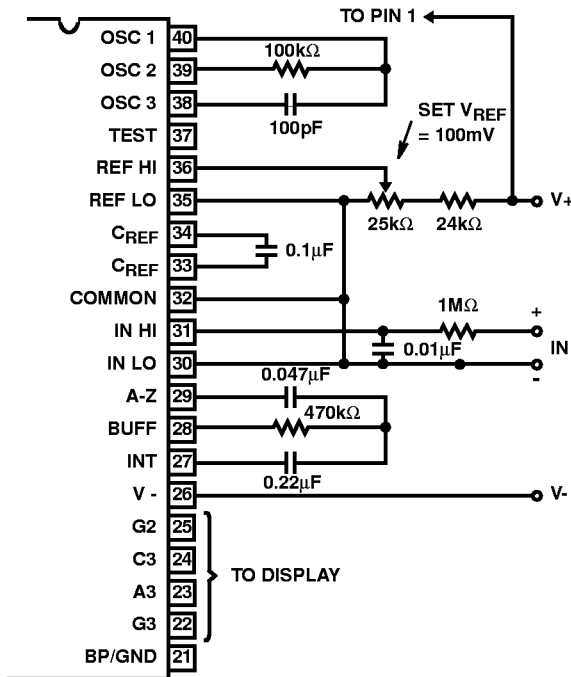 TO PIN 1
OSC 1 40
100kΩ
OSC 2 39
OSC 3 38
100pF
SET VREF
= 100mV
TEST 37
REF HI 36
REF LO 35
V+
25kΩ 24kΩ
CREF 34
0.1µF
CREF 33
COMMON 32
1MΩ
IN HI 31
+
0.01µF
IN
IN LO 30
-
0.047µF
A-Z 29
470kΩ
BUFF 28
INT 27
0.22µF
V - 26
V-
G2 25
C3 24
TO DISPLAY
A3 23
G3 22
BP/GND 21